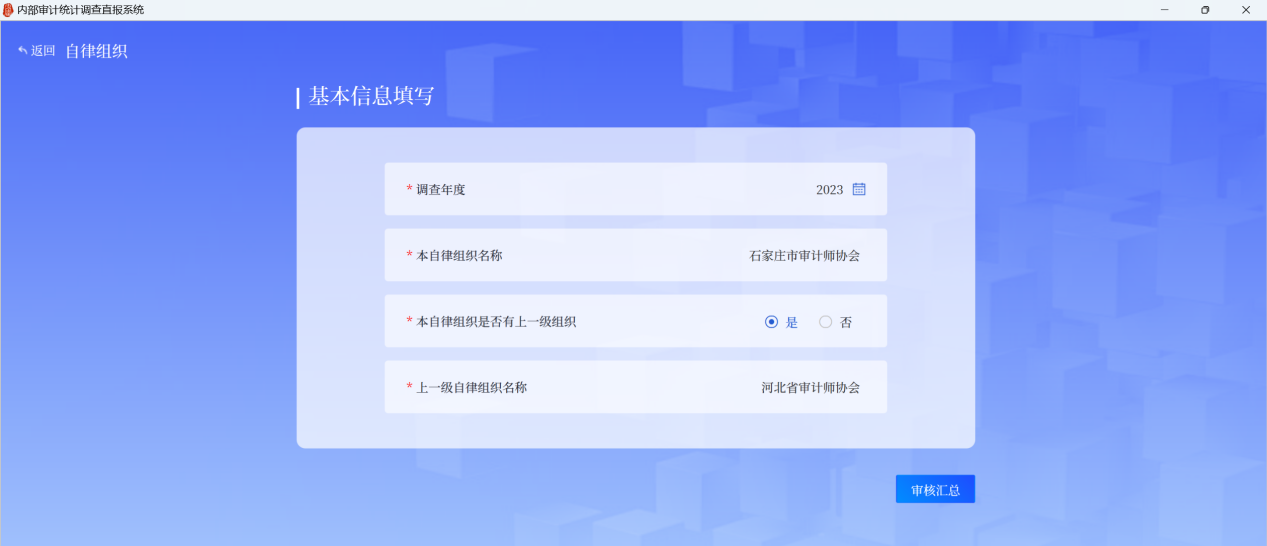 内部审计统计调查直报系统
返回 自律组织
基本信息填写
* 调查年度 2023
* 本自律组织名称 石家庄市审计师协会
* 本自律组织是否有上一级组织 是 否
* 上一级自律组织名称 河北省审计师协会
审核汇总